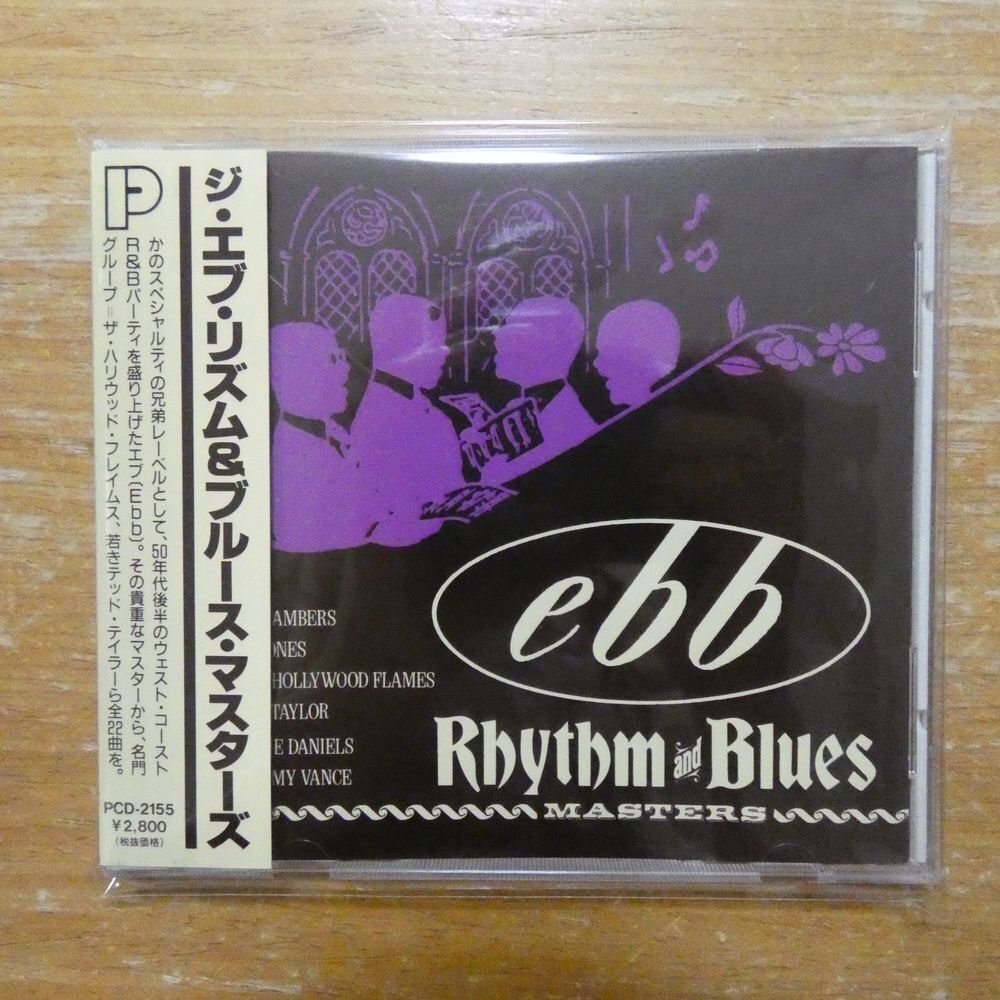 ジ・エブ・リズム&ブルース・マスターズ
かのスペシャルティの兄弟レーベルとして、50年代後半のウェスト・コースト
R&Bパーティを盛り上げたエブ(Ebb)。その貴重なマスターから、名門
グループ=ザ・ハリウッド・フレイムス、若きテッド・テイラーら全22曲を。
PCD-2155
¥2,800
(税抜価格)
AMBERS
ONES
HOLLYWOOD FLAMES
TAYLOR
E DANIELS
MY VANCE
ebb
Rhythm and Blues
MASTERS